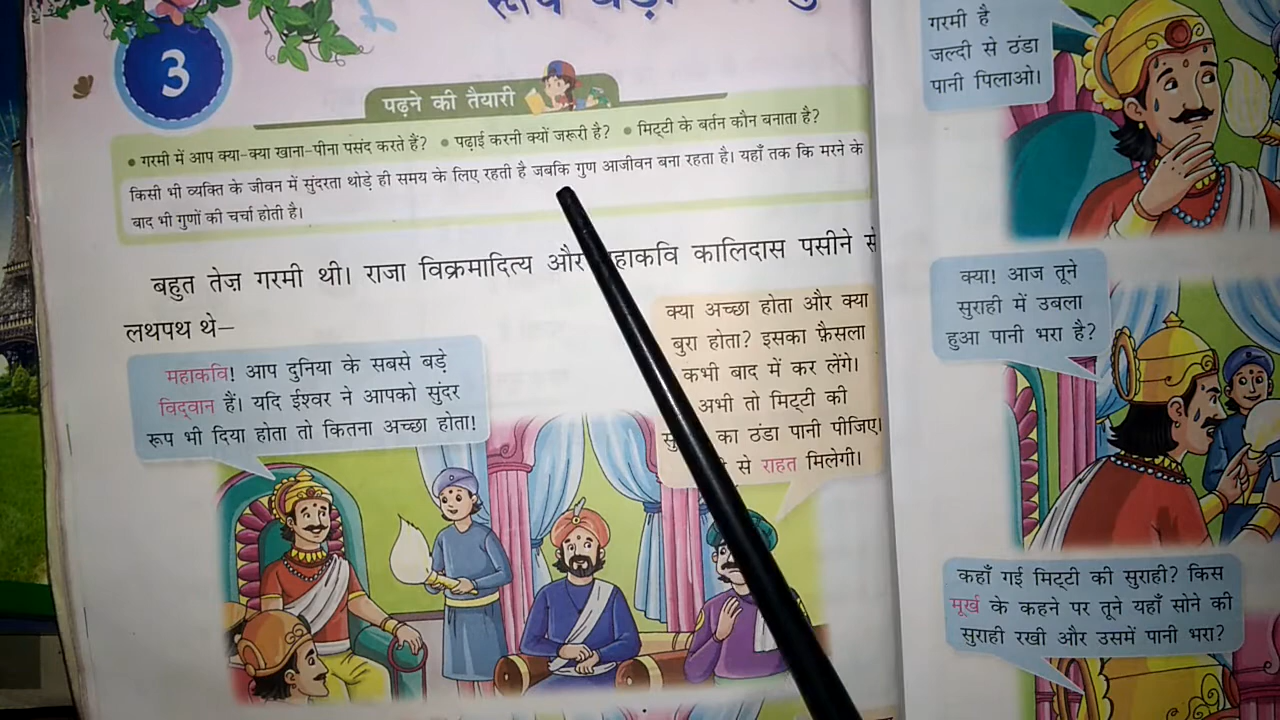 3
पढ़ने की तैयारी
• गरमी में आप क्या-क्या खाना-पीना पसंद करते हैं? • पढ़ाई करनी क्यों जरूरी है? • मिट्टी के बर्तन कौन बनाता है?
किसी भी व्यक्ति के जीवन में सुंदरता थोड़े ही समय के लिए रहती है जबकि गुण आजीवन बना रहता है। यहाँ तक कि मरने के
बाद भी गुणों की चर्चा होती है।
बहुत तेज़ गरमी थी। राजा विक्रमादित्य और कालिदास पसीने से
लथपथ थे–
महाकवि! आप दुनिया के सबसे बड़े
विद्वान हैं। यदि ईश्वर ने आपको सुंदर
रूप भी दिया होता तो कितना अच्छा होता!
क्या अच्छा होता और क्या
बुरा होता? इसका फ़ैसला
कभी बाद में कर लेंगे।
अभी तो मिट्टी की
का ठंडा पानी पीजिए।
से राहत मिलेगी।
गरमी है
जल्दी से ठंडा
पानी पिलाओ।
क्या! आज तूने
सुराही में उबला
हुआ पानी भरा है?
कहाँ गई मिट्टी की सुराही? किस
मूर्ख के कहने पर तूने यहाँ सोने की
सुराही रखी और उसमें पानी भरा?